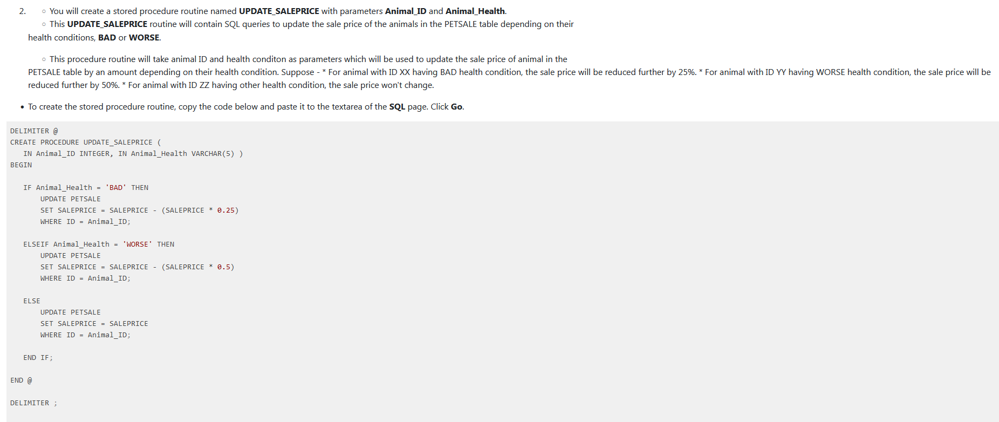 2. ○ You will create a stored procedure routine named UPDATE_SALEPRICE with parameters Animal_ID and Animal_Health.
○ This UPDATE_SALEPRICE routine will contain SQL queries to update the sale price of the animals in the PETSALE table depending on their
health conditions, BAD or WORSE.
○ This procedure routine will take animal ID and health conditon as parameters which will be used to update the sale price of animal in the
PETSALE table by an amount depending on their health condition. Suppose - * For animal with ID XX having BAD health condition, the sale price will be reduced further by 25%. * For animal with ID YY having WORSE health condition, the sale price will be
reduced further by 50%. * For animal with ID ZZ having other health condition, the sale price won't change.
• To create the stored procedure routine, copy the code below and paste it to the textarea of the SQL page. Click Go.
DELIMITER @
CREATE PROCEDURE UPDATE_SALEPRICE (
IN Animal_ID INTEGER, IN Animal_Health VARCHAR(5) )
BEGIN
IF Animal_Health = 'BAD' THEN
UPDATE PETSALE
SET SALEPRICE = SALEPRICE - (SALEPRICE * 0.25)
WHERE ID = Animal_ID;
ELSEIF Animal_Health = 'WORSE' THEN
UPDATE PETSALE
SET SALEPRICE = SALEPRICE - (SALEPRICE * 0.5)
WHERE ID = Animal_ID;
ELSE
UPDATE PETSALE
SET SALEPRICE = SALEPRICE
WHERE ID = Animal_ID;
END IF;
END @
DELIMITER ;